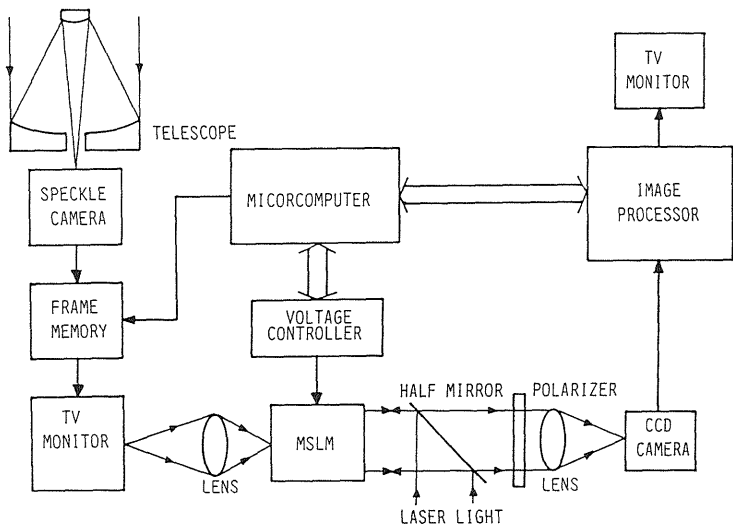 TV
MONITOR
TELESCOPE
SPECKLE
CAMERA
MICORCOMPUTER
IMAGE
PROCESSOR
FRAME
MEMORY
VOLTAGE
CONTROLLER
TV
MONITOR
LENS
MSLM
HALF MIRROR
POLARIZER
LENS
CCD
CAMERA
LASER LIGHT